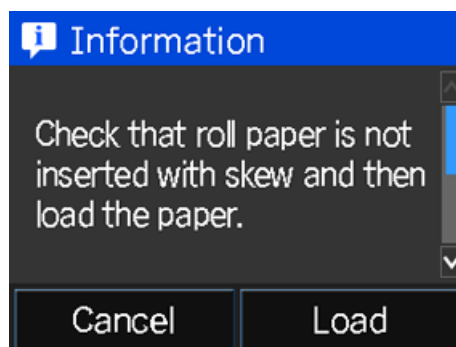 Information
Check that roll paper is not
inserted with skew and then
load the paper.
Cancel
Load